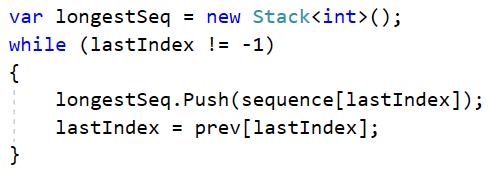 var longestSeq = new Stack<int>();
while (lastIndex != -1)
{
    longestSeq.Push(sequence[lastIndex]);
    lastIndex = prev[lastIndex];
}